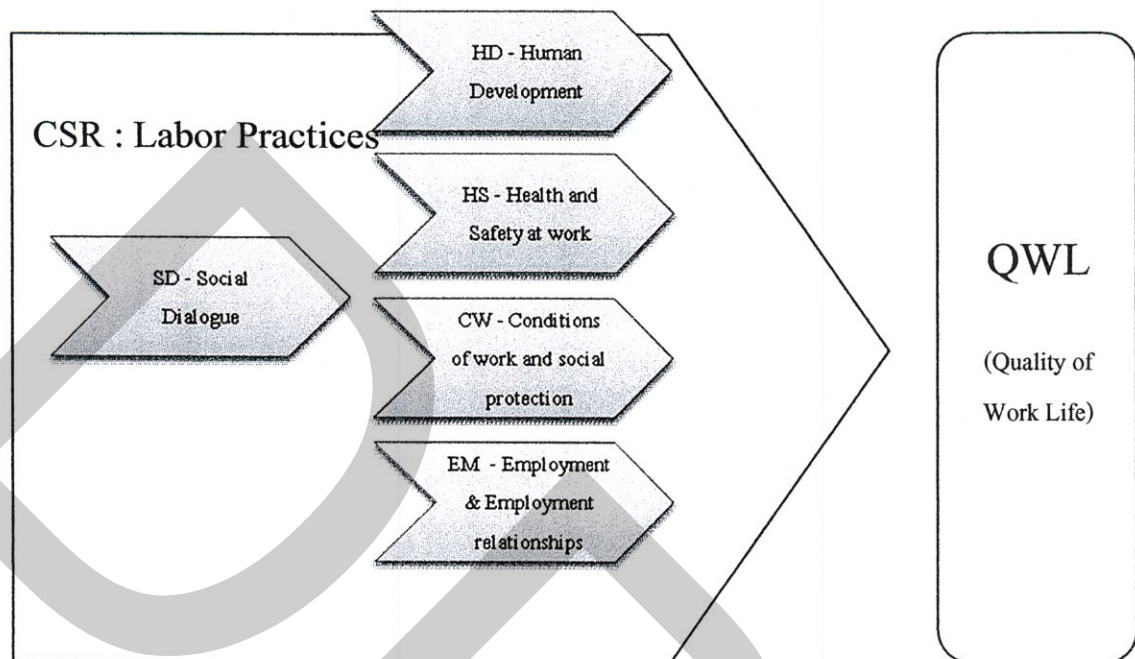 HD - Human
Development
CSR : Labor Practices
HS - Health and
Safety at work
SD - Social
Dialogue
CW - Conditions
of work and social
protection
EM - Employment
& Employment
relationships
QWL
(Quality of
Work Life)